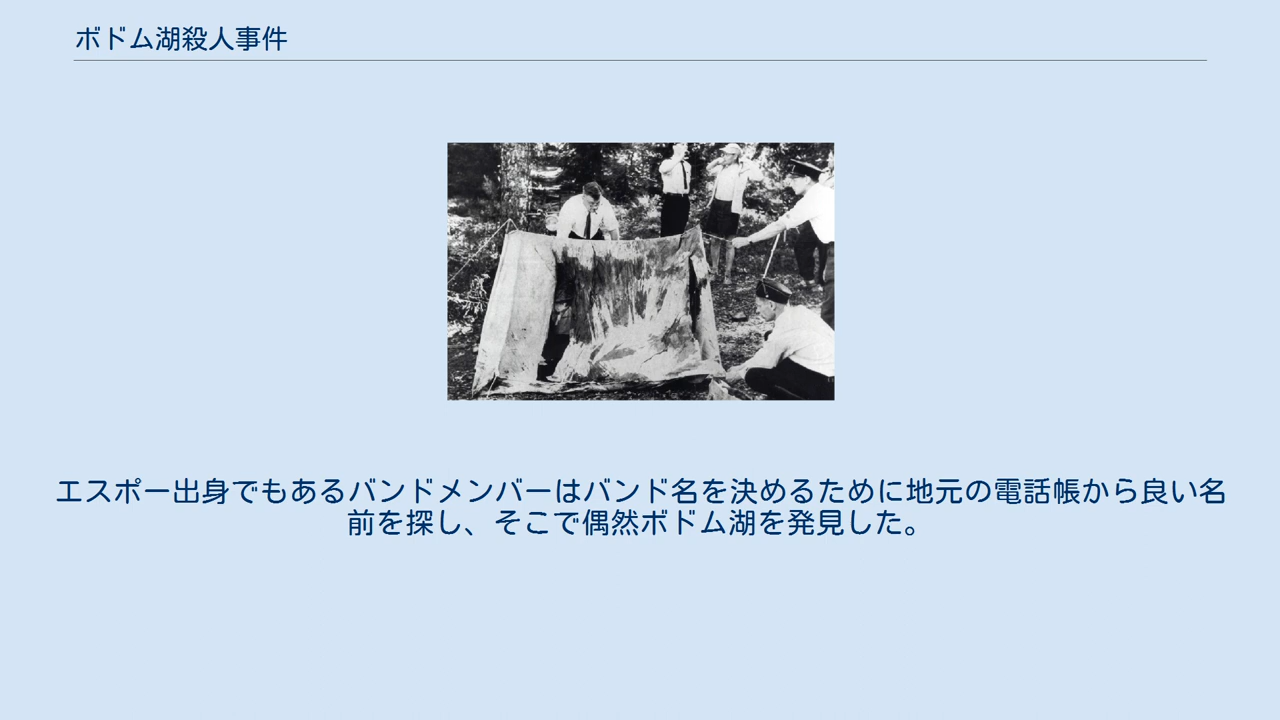 ボドム湖殺人事件
エスポー出身でもあるバンドメンバーはバンド名を決めるために地元の電話帳から良い名
前を探し、そこで偶然ボドム湖を発見した。